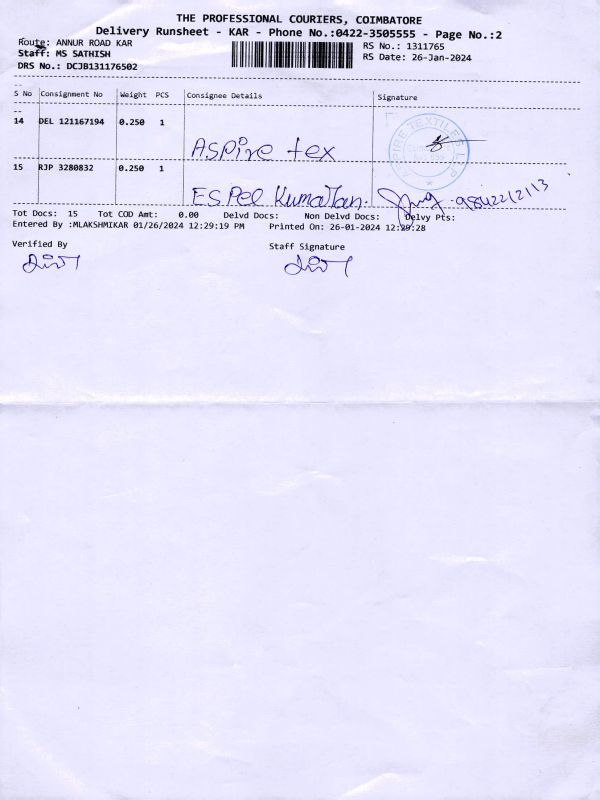 THE PROFESSIONAL COURIERS, COIMBATORE
Delivery Runsheet - KAR - Phone No.:0422-3505555 - Page No.:2
Route: ANNUR ROAD KAR
RS No.: 1311765
Staff: MS SATHISH
RS Date: 26-Jan-2024
DRS No.: DCJB131176502
S No Consignment No Weight PCS Consignee Details Signature
14 DEL 121167194 0.250 1
Aspire tex
ASPIRE TEXTILES LLP
15 RJP 3280832 0.250 1
ESPEE Kumaran. 9842212113
Tot Docs: 15 Tot COD Amt: 0.00 Delvd Docs: Non Delvd Docs: Delvy Pts:
Entered By :MLAKSHMIKAR 01/26/2024 12:29:19 PM Printed On: 26-01-2024 12:29:28
Verified By Staff Signature